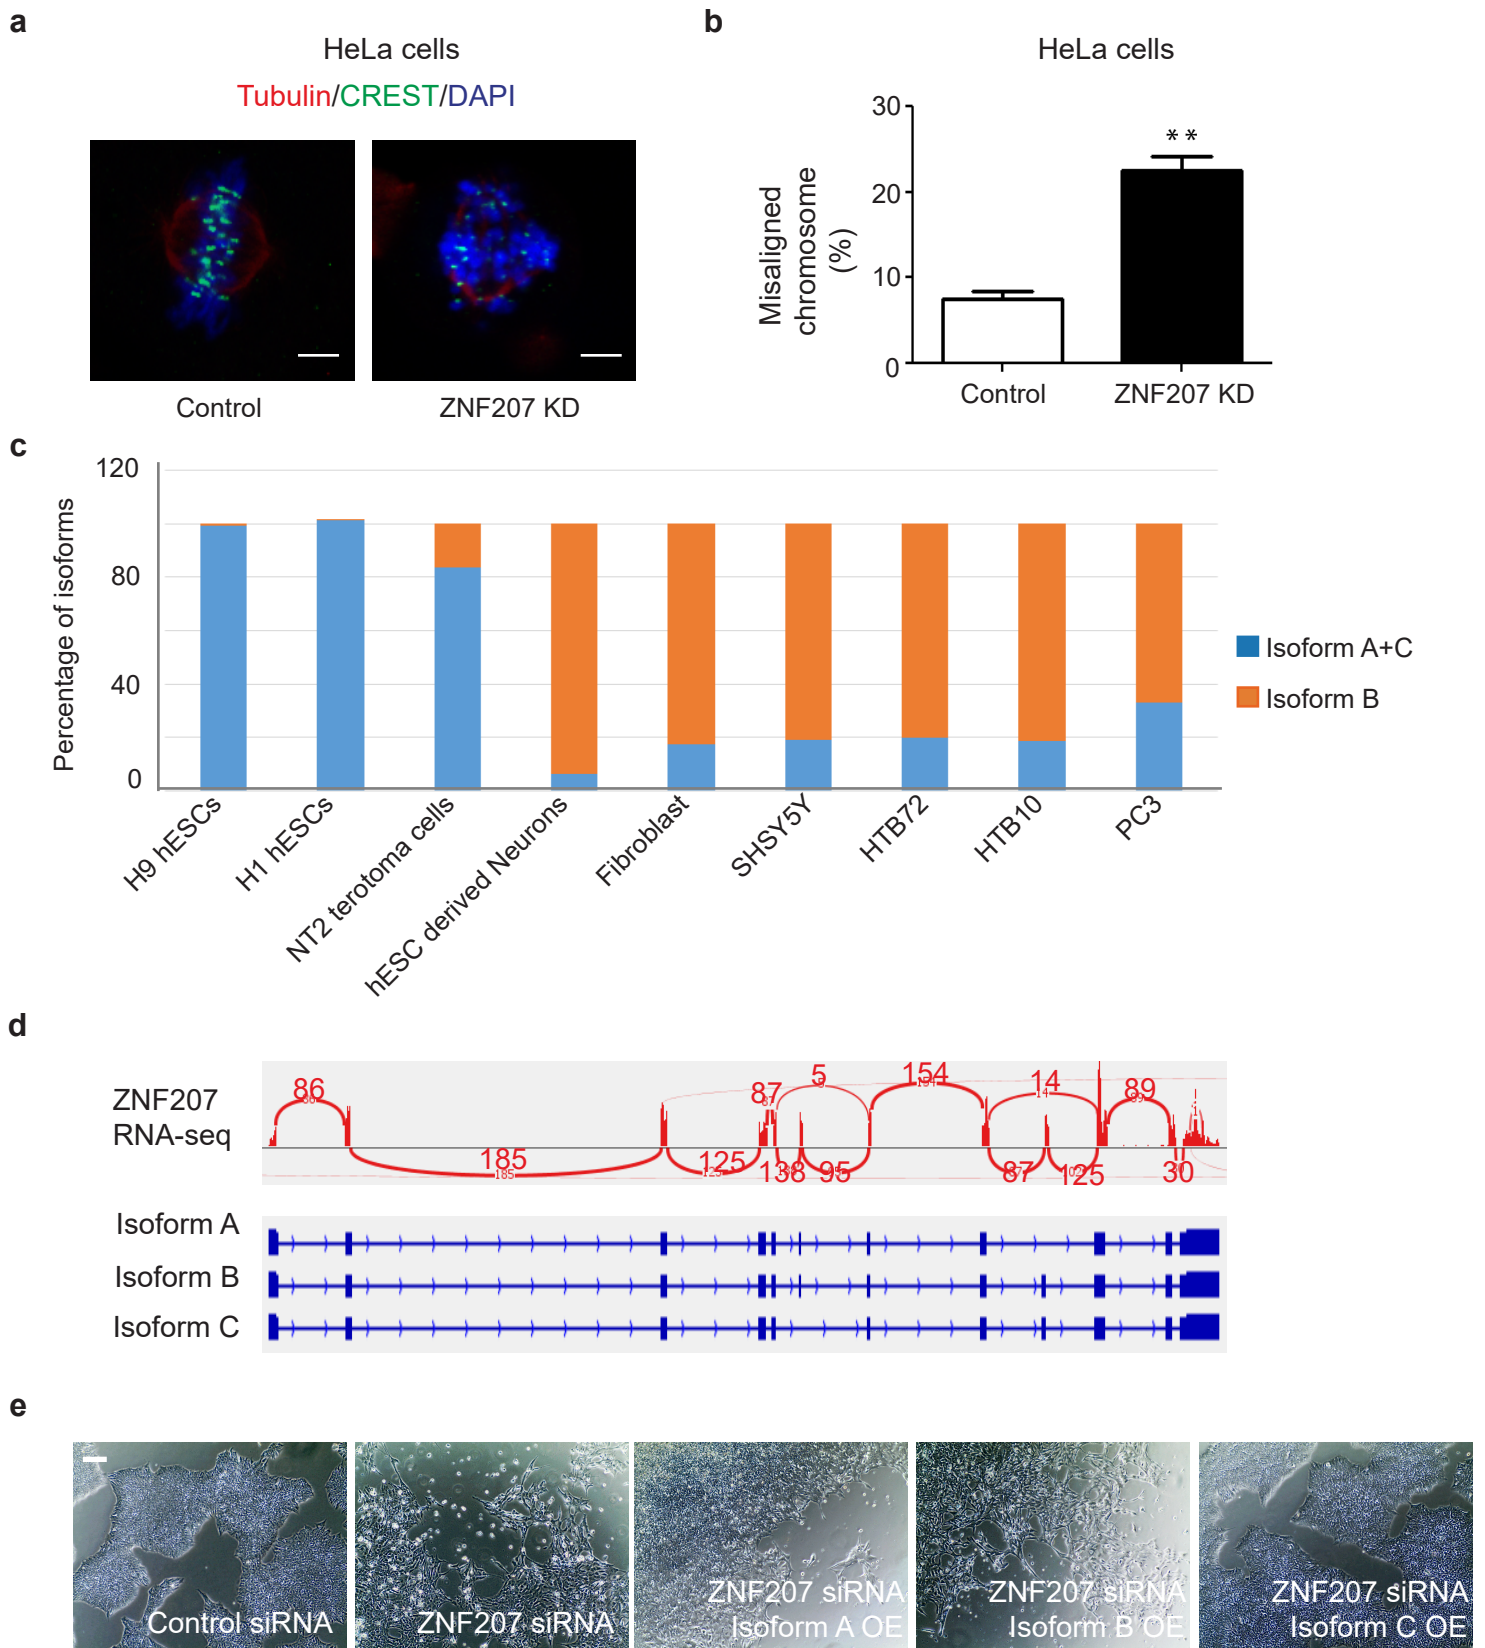 a
HeLa cells
Tubulin/CREST/DAPI
Control
ZNF207 KD
b
HeLa cells
Misaligned
chromosome
(%)
30
20
10
0
**
Control
ZNF207 KD
c
Percentage of isoforms
120
80
40
0
H9 hESCs
H1 hESCs
NT2 terotoma cells
hESC derived Neurons
Fibroblast
SHSY5Y
HTB72
HTB10
PC3
Isoform A+C
Isoform B
d
ZNF207
RNA-seq
86
185
125
87
138
5
95
154
14
87
125
89
30
Isoform A
Isoform B
Isoform C
e
Control siRNA
ZNF207 siRNA
ZNF207 siRNA
Isoform A OE
ZNF207 siRNA
Isoform B OE
ZNF207 siRNA
Isoform C OE